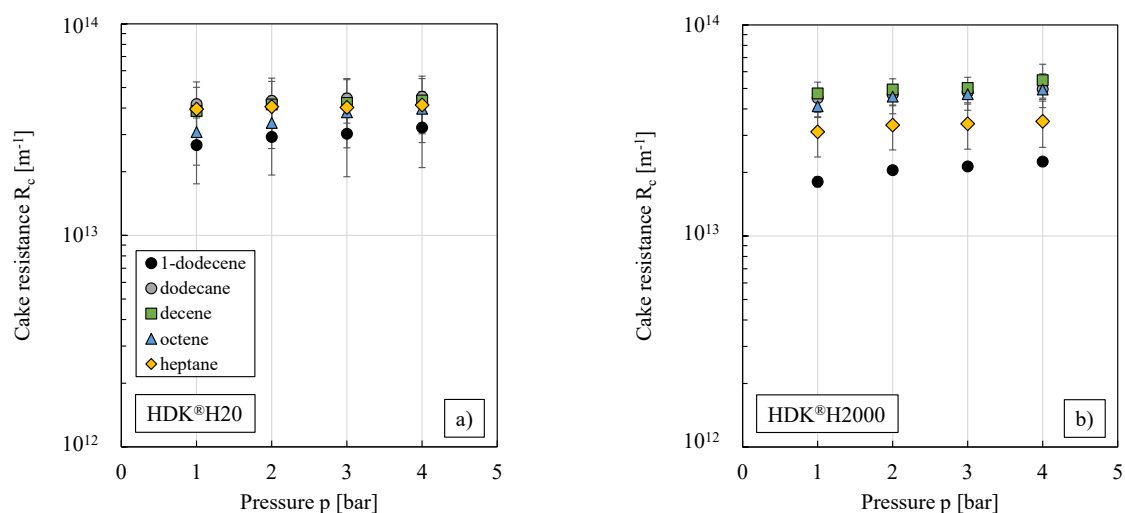 Cake resistance R_c [m^-1]
10^14
10^13
10^12
1-dodecene
dodecane
decene
octene
heptane
HDK®H20
a)
0 1 2 3 4 5
Pressure p [bar]
Cake resistance R_c [m^-1]
10^14
10^13
10^12
HDK®H2000
b)
0 1 2 3 4 5
Pressure p [bar]